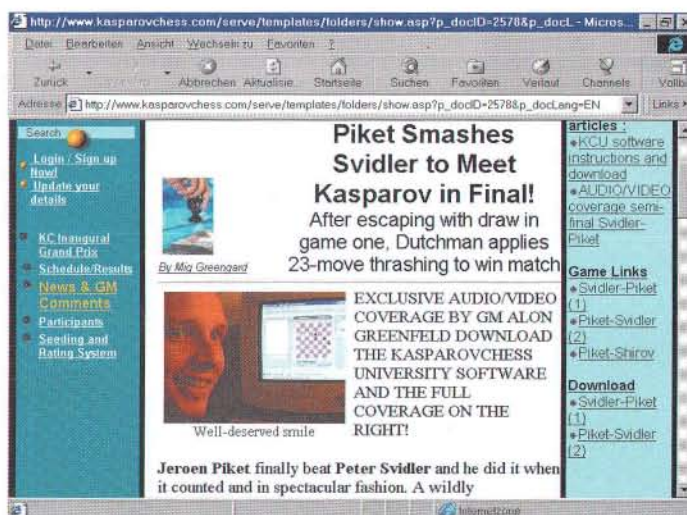 http://www.kasparovchess.com/serve/templates/folders/show.asp?p_docID=2578&p_docL - Micros...
Datei Bearbeiten Ansicht Wechseln zu Favoriten ?
Zurück Abbrechen Aktualisie. Startseite Suchen Favoriten Verlauf Channels Vollbi
Adresse http://www.kasparovchess.com/serve/templates/folders/show.asp?p_docID=2578&p_docLang=EN Links
Search
Login / Sign up
Now!
Update your
details
KC Inaugural
Grand Prix
Schedule/Results
News & GM
Comments
Participants
Seeding and
Rating System
Piket Smashes
Svidler to Meet
Kasparov in Final!
After escaping with draw in
game one, Dutchman applies
23-move thrashing to win match
By Mig Greengard
EXCLUSIVE AUDIO/VIDEO
COVERAGE BY GM ALON
GREENFELD DOWNLOAD
THE KASPAROVCHESS
UNIVERSITY SOFTWARE
AND THE FULL
COVERAGE ON THE
RIGHT!
Well-deserved smile
Jeroen Piket finally beat Peter Svidler and he did it when
it counted and in spectacular fashion. A wildly
articles :
KCU software
instructions and
download
AUDIO/VIDEO
coverage semi-
final Svidler-
Piket
Game Links
Svidler-Piket
(1)
Piket-Svidler
(2)
Piket-Shirov
Download
Svidler-Piket
(1)
Piket-Svidler
(2)
Internetzone